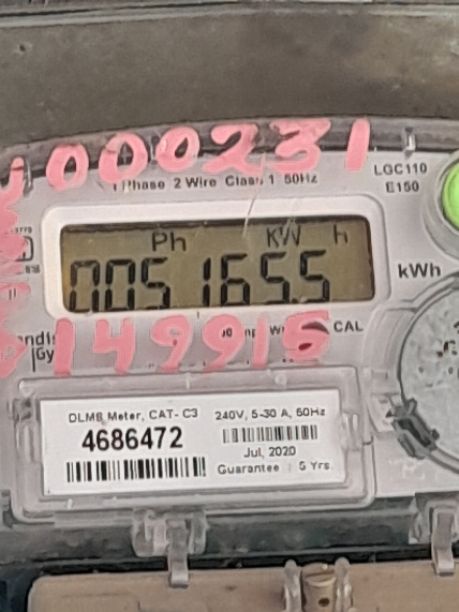 000231
1 Phase 2 Wire Class 1 50Hz
LGC110
E150
Ph KW h
005165.5
kWh
149915
CAL
DLMS Meter, CAT- C3
4686472
240V, 5-30 A, 50Hz
Jul, 2020
Guarantee : 5 Yrs.